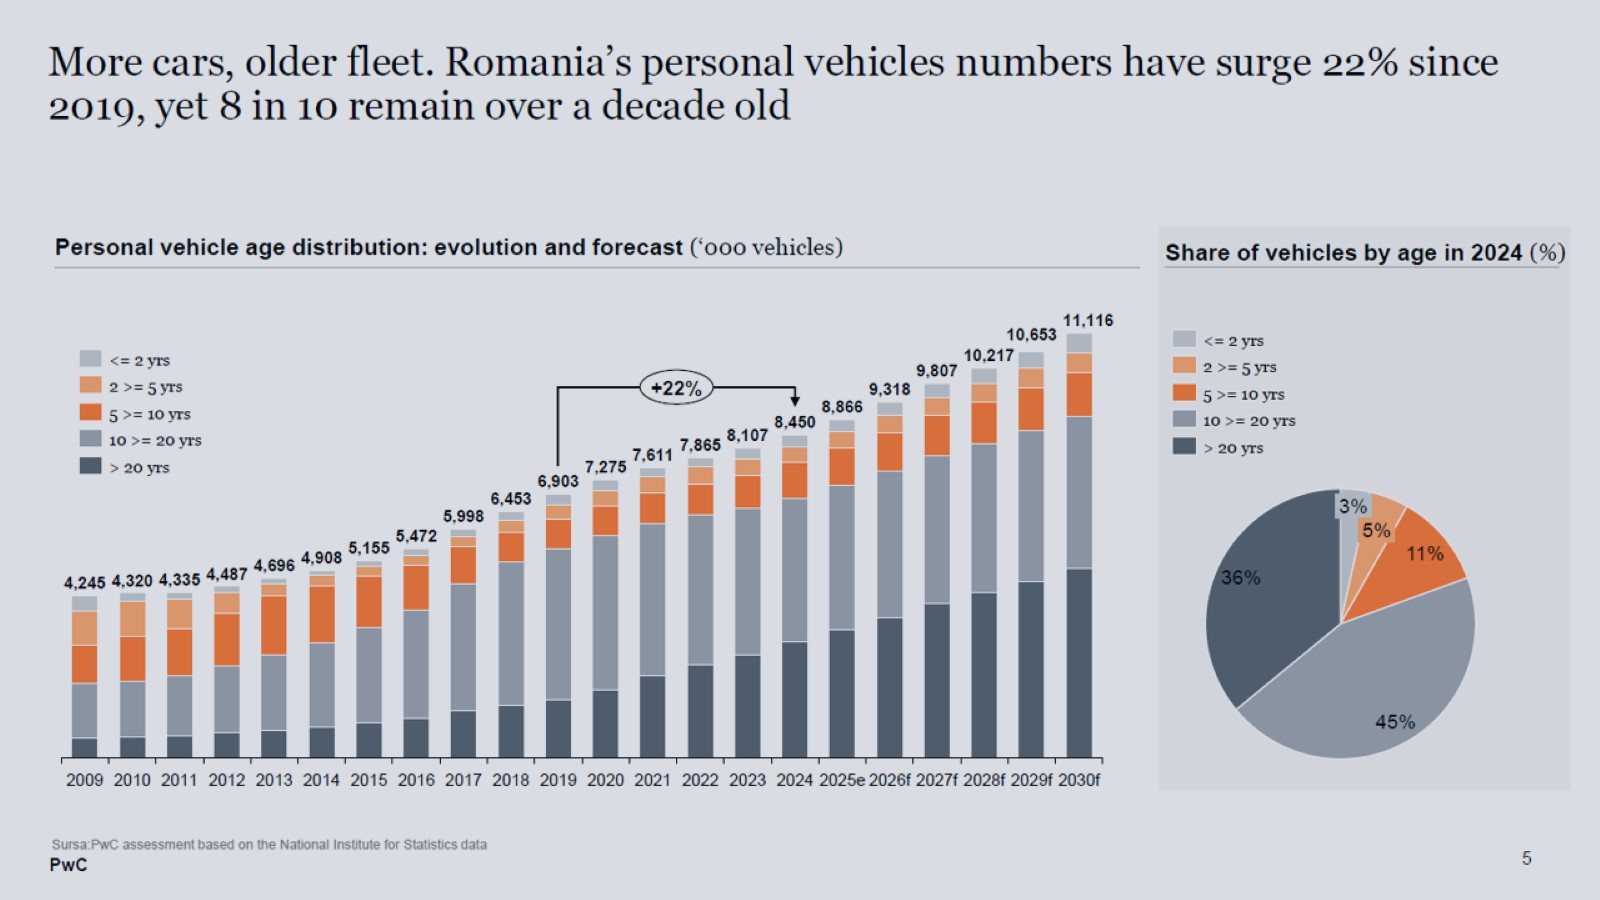 More cars, older fleet. Romania’s personal vehicles numbers have surge 22% since
2019, yet 8 in 10 remain over a decade old
Personal vehicle age distribution: evolution and forecast (‘000 vehicles)
<= 2 yrs
2 >= 5 yrs
5 >= 10 yrs
10 >= 20 yrs
> 20 yrs
+22%
4,245 4,320 4,335 4,487 4,696 4,908 5,155 5,472 5,998 6,453 6,903 7,275 7,611 7,865 8,107 8,450 8,866 9,318 9,807 10,217 10,653 11,116
2009 2010 2011 2012 2013 2014 2015 2016 2017 2018 2019 2020 2021 2022 2023 2024 2025e 2026f 2027f 2028f 2029f 2030f
Share of vehicles by age in 2024 (%)
<= 2 yrs
2 >= 5 yrs
5 >= 10 yrs
10 >= 20 yrs
> 20 yrs
3%
5%
11%
36%
45%
Sursa:PwC assessment based on the National Institute for Statistics data
PwC
5